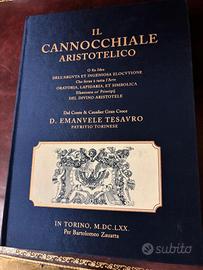 IL
CANNOCCHIALE
ARISTOTELICO
O sia Idea
DELL'ARGUTA ET INGENIOSA ELOCUTIONE
Che serue à tutta l'Arte
ORATORIA, LAPIDARIA, ET SIMBOLICA
Esaminata co' Principij
DEL DIVINO ARISTOTELE
Dal Conte & Caualier Gran Croce
D. EMANVELE TESAVRO
PATRITIO TORINESE
IN TORINO, M.DC.LXX.
Per Bartolomeo Zauatta
subito